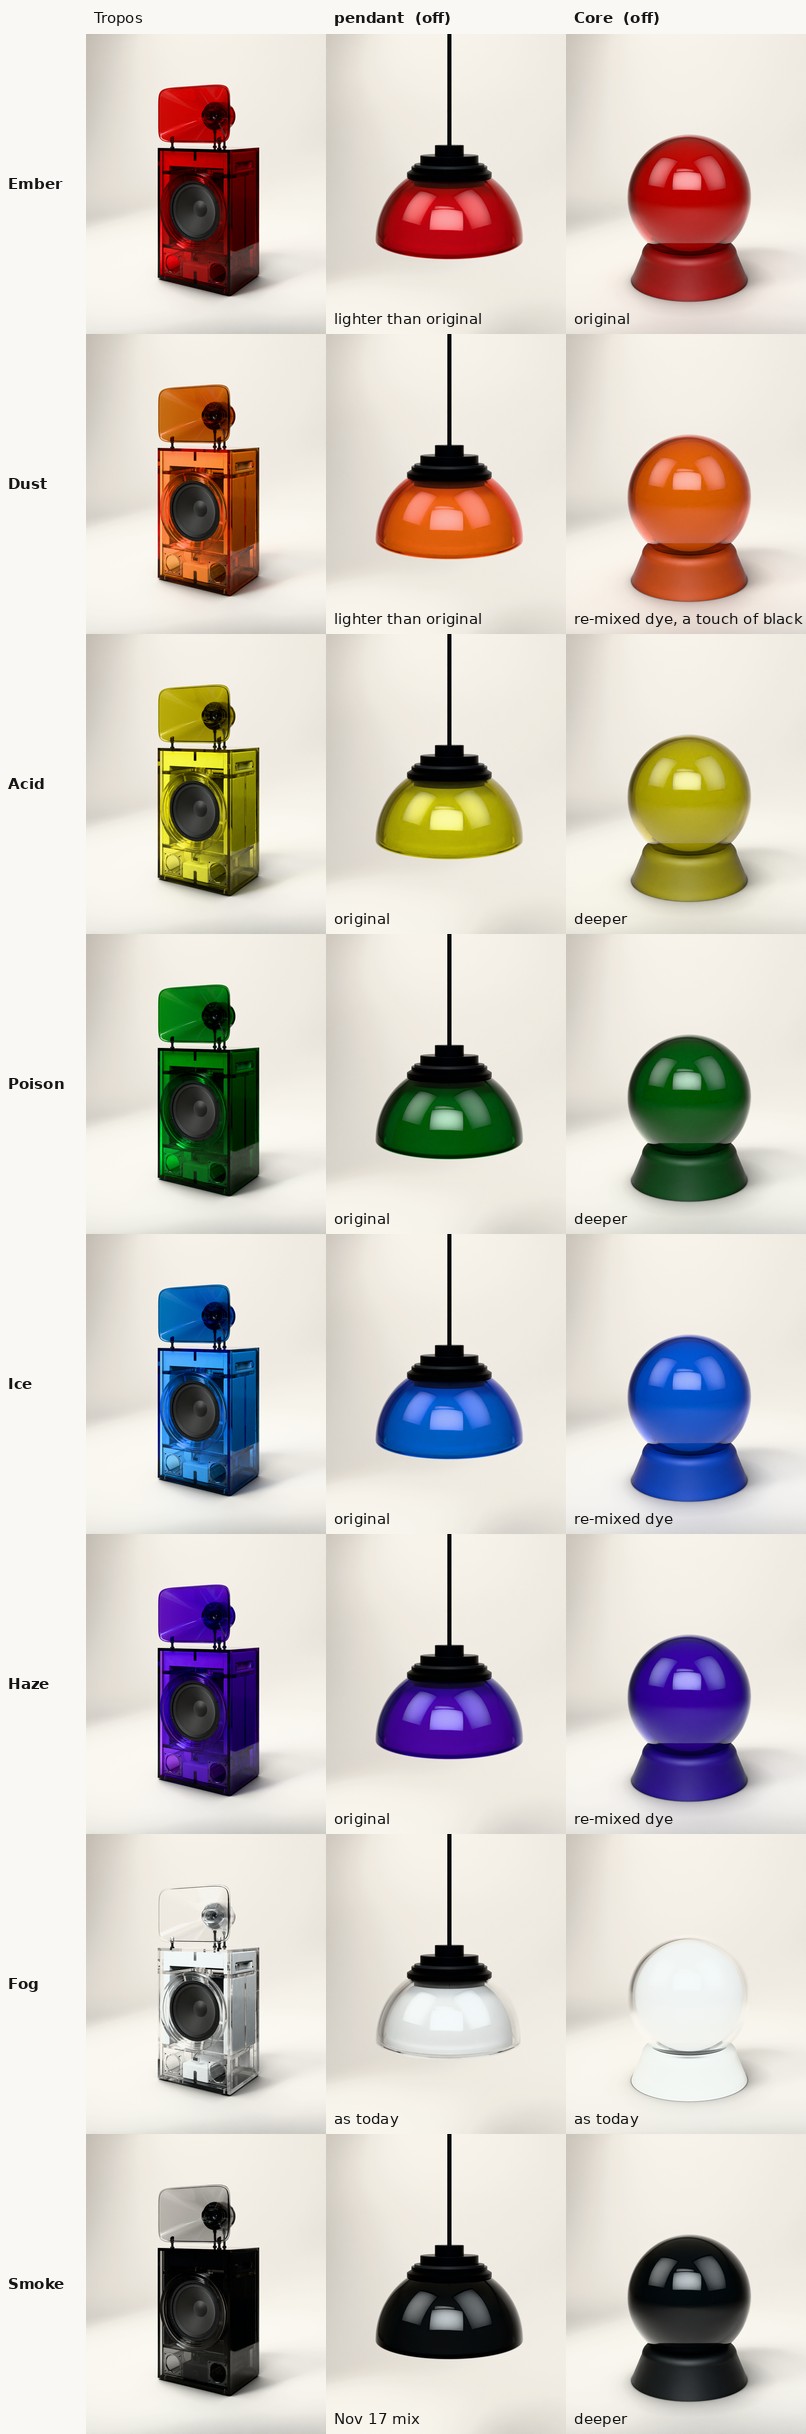 Tropos
pendant (off)
Core (off)
Ember
lighter than original
original
Dust
lighter than original
re-mixed dye, a touch of black
Acid
original
deeper
Poison
original
deeper
Ice
original
re-mixed dye
Haze
original
re-mixed dye
Fog
as today
as today
Smoke
Nov 17 mix
deeper